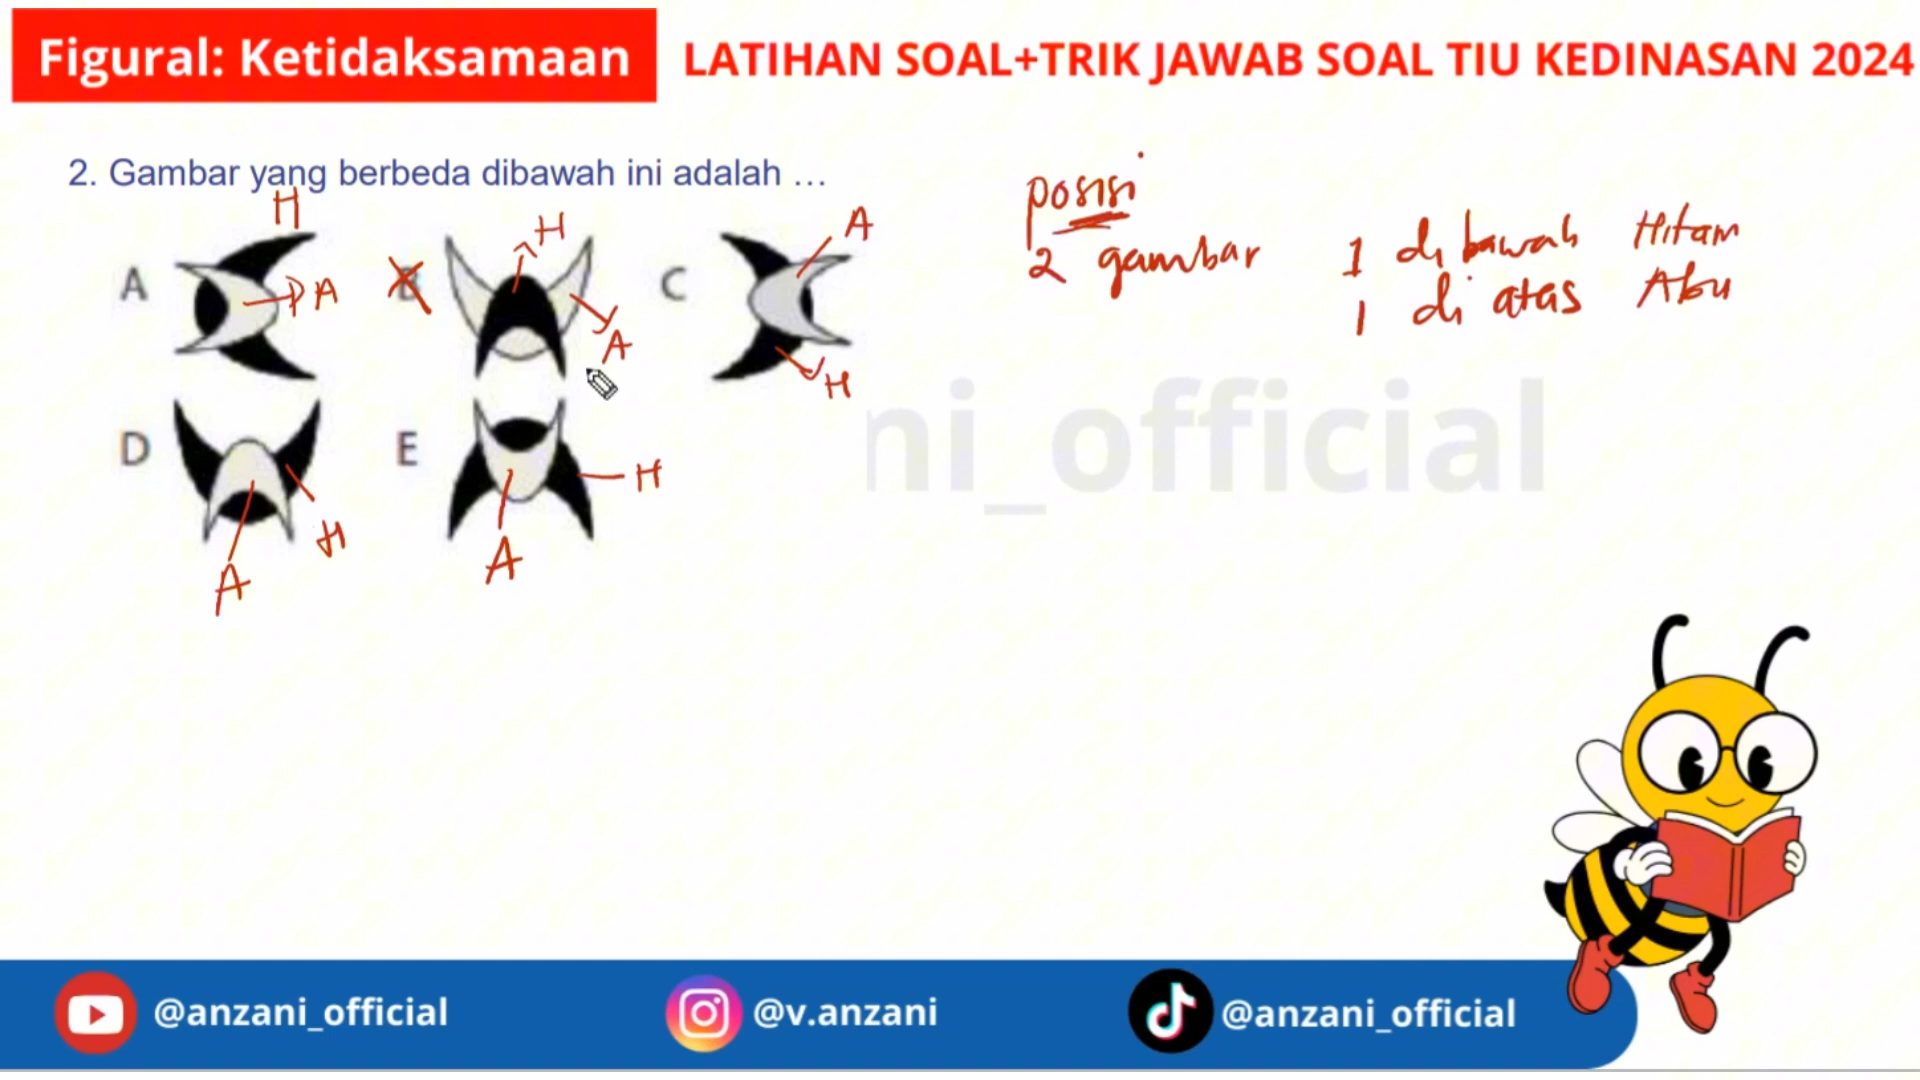 Figural: Ketidaksamaan
LATIHAN SOAL+TRIK JAWAB SOAL TIU KEDINASAN 2024
2. Gambar yang berbeda dibawah ini adalah ...
posisi
2 gambar
1 di bawah Hitam
1 di atas Abu
A
H
A
B
H
A
C
A
H
D
A
H
E
H
A
ni_official
@anzani_official
@v.anzani
@anzani_official